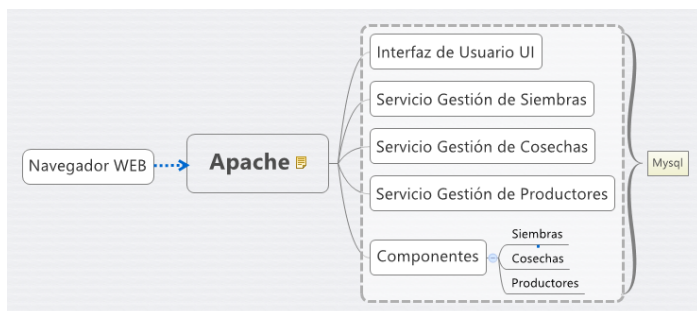 Navegador WEB
Apache
Interfaz de Usuario UI
Servicio Gestión de Siembras
Servicio Gestión de Cosechas
Servicio Gestión de Productores
Componentes
Siembras
Cosechas
Productores
Mysql